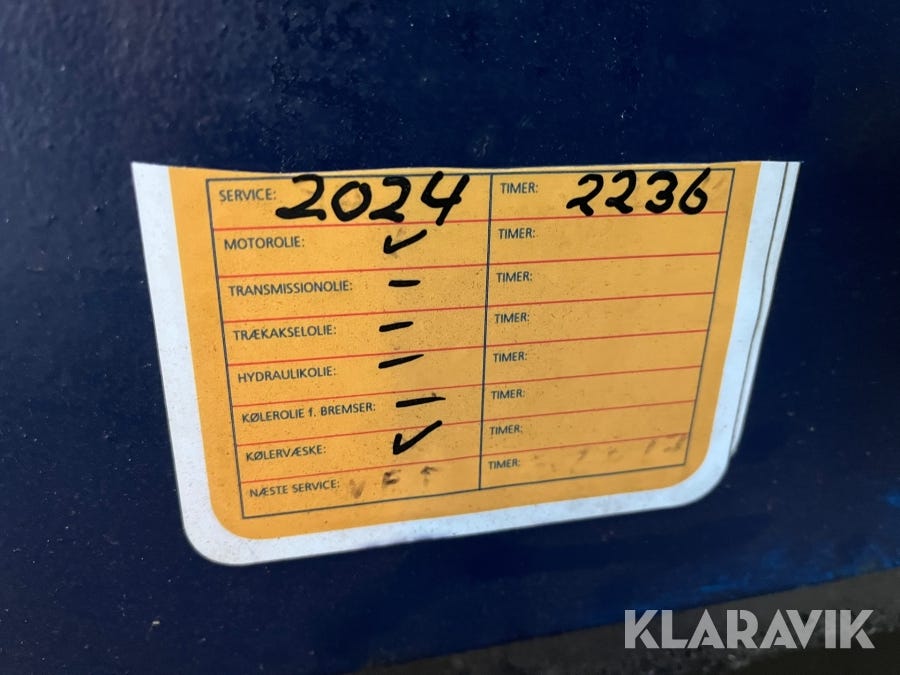 SERVICE: 2024 TIMER: 2236
MOTOROLIE: ✓ TIMER:
TRANSMISSIONOLIE: – TIMER:
TRÆKAKSELOLIE: – TIMER:
HYDRAULIKOLIE: – TIMER:
KØLEROLIE f. BREMSER: – TIMER:
KØLERVÆSKE: ✓ TIMER:
NÆSTE SERVICE: TIMER:
KLARAVIK